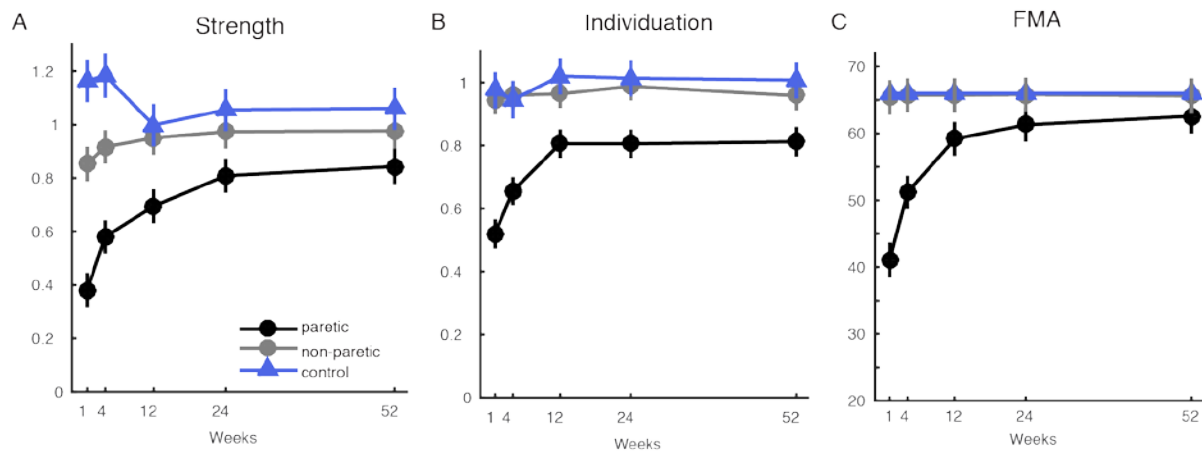 A
Strength
1.2
1
0.8
0.6
0.4
0.2
0
paretic
non-paretic
control
1 4 12 24 52
Weeks
B
Individuation
1
0.8
0.6
0.4
0.2
0
1 4 12 24 52
Weeks
C
FMA
70
60
50
40
30
20
1 4 12 24 52
Weeks